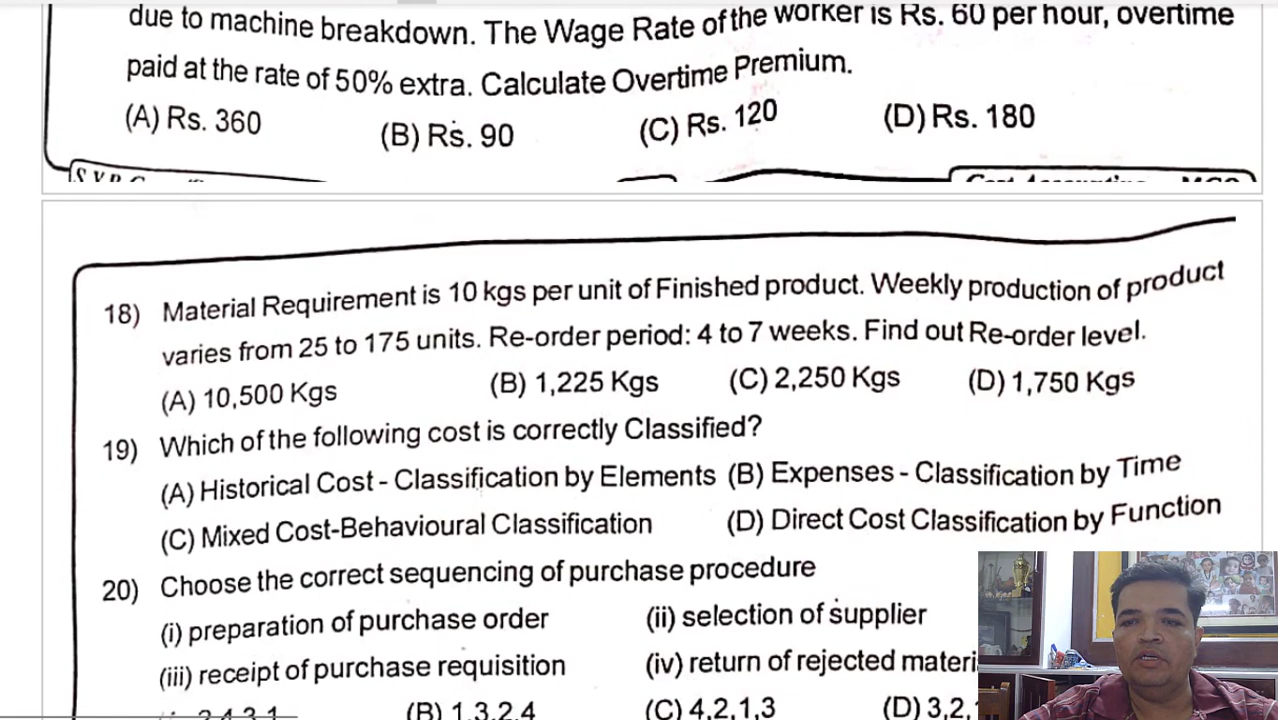 due to machine breakdown. The Wage Rate of the worker is Rs. 60 per hour, overtime
paid at the rate of 50% extra. Calculate Overtime Premium.
(A) Rs. 360 (B) Rs. 90 (C) Rs. 120 (D) Rs. 180
18) Material Requirement is 10 kgs per unit of Finished product. Weekly production of product
varies from 25 to 175 units. Re-order period: 4 to 7 weeks. Find out Re-order level.
(A) 10,500 Kgs (B) 1,225 Kgs (C) 2,250 Kgs (D) 1,750 Kgs
19) Which of the following cost is correctly Classified?
(A) Historical Cost - Classification by Elements (B) Expenses - Classification by Time
(C) Mixed Cost-Behavioural Classification (D) Direct Cost Classification by Function
20) Choose the correct sequencing of purchase procedure
(i) preparation of purchase order (ii) selection of supplier
(iii) receipt of purchase requisition (iv) return of rejected materi
(B) 1,3,2,4 (C) 4,2,1,3 (D) 3,2,